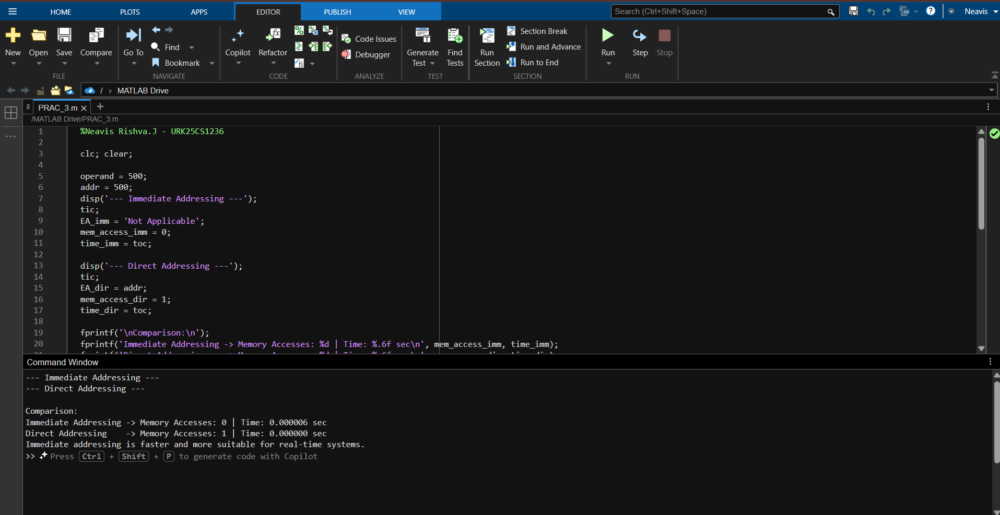 HOME PLOTS APPS EDITOR PUBLISH VIEW Search (Ctrl+Shift+Space) ? Neavis
New Open Save Compare Go To Find Bookmark Copilot Refactor Code Issues Debugger Generate Test Find Tests Run Section Section Break Run and Advance Run to End Run Step Stop
FILE NAVIGATE CODE ANALYZE TEST SECTION RUN
/ › MATLAB Drive
PRAC_3.m × +
/MATLAB Drive/PRAC_3.m
1 %Neavis Rishva.J - URK25CS1236
2
3 clc; clear;
4
5 operand = 500;
6 addr = 500;
7 disp('--- Immediate Addressing ---');
8 tic;
9 EA_imm = 'Not Applicable';
10 mem_access_imm = 0;
11 time_imm = toc;
12
13 disp('--- Direct Addressing ---');
14 tic;
15 EA_dir = addr;
16 mem_access_dir = 1;
17 time_dir = toc;
18
19 fprintf('\nComparison:\n');
20 fprintf('Immediate Addressing -> Memory Accesses: %d | Time: %.6f sec\n', mem_access_imm, time_imm);
Command Window
--- Immediate Addressing ---
--- Direct Addressing ---
Comparison:
Immediate Addressing -> Memory Accesses: 0 | Time: 0.000006 sec
Direct Addressing    -> Memory Accesses: 1 | Time: 0.000000 sec
Immediate addressing is faster and more suitable for real-time systems.
>> Press Ctrl + Shift + P to generate code with Copilot